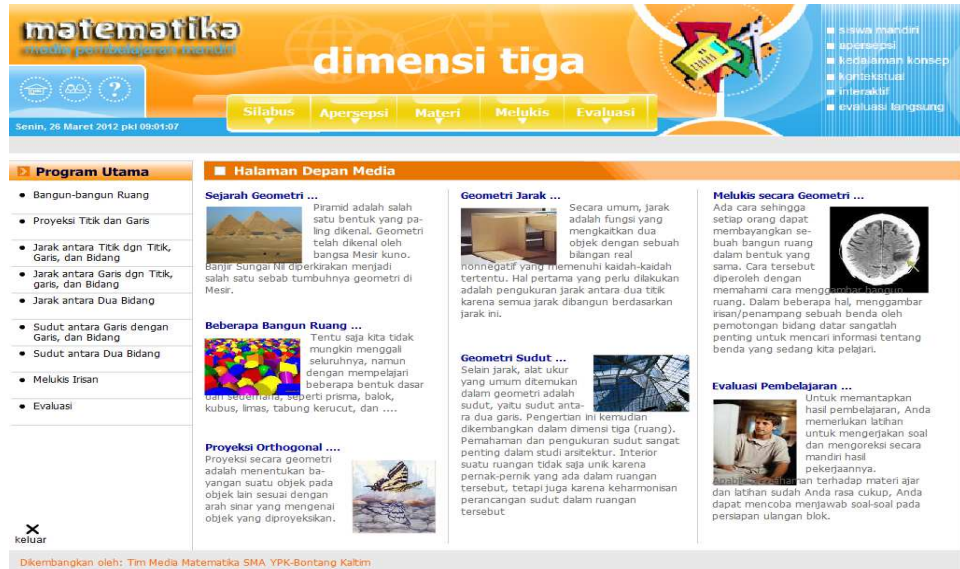 matematika
media pembelajaran mandiri
dimensi tiga
siswa mandiri
apersepsi
kedalaman konsep
kontekstual
interaktif
evaluasi langsung
Silabus
Apersepsi
Materi
Melukis
Evaluasi
Senin, 26 Maret 2012 pkl 09:01:07
Program Utama
Bangun-bangun Ruang
Proyeksi Titik dan Garis
Jarak antara Titik dgn Titik,
Garis, dan Bidang
Jarak antara Garis dgn Titik,
garis, dan Bidang
Jarak antara Dua Bidang
Sudut antara Garis dengan
Garis, dan Bidang
Sudut antara Dua Bidang
Melukis Irisan
Evaluasi
keluar
Halaman Depan Media
Sejarah Geometri ...
Piramid adalah salah
satu bentuk yang pa-
ling dikenal. Geometri
telah dikenal oleh
bangsa Mesir kuno.
Banjir Sungai Nil diperkirakan menjadi
salah satu sebab tumbuhnya geometri di
Mesir.
Beberapa Bangun Ruang ...
Tentu saja kita tidak
mungkin menggali
seluruhnya, namun
dengan mempelajari
beberapa bentuk dasar
dan sederhana, seperti prisma, balok,
kubus, limas, tabung kerucut, dan ....
Proyeksi Orthogonal ....
Proyeksi secara geometri
adalah menentukan ba-
yangan suatu objek pada
objek lain sesuai dengan
arah sinar yang mengenai
objek yang diproyeksikan.
Geometri Jarak ...
Secara umum, jarak
adalah fungsi yang
mengkaitkan dua
objek dengan sebuah
bilangan real
nonnegatif yang memenuhi kaidah-kaidah
tertentu. Hal pertama yang perlu dilakukan
adalah pengukuran jarak antara dua titik
karena semua jarak dibangun berdasarkan
jarak ini.
Geometri Sudut ...
Selain jarak, alat ukur
yang umum ditemukan
dalam geometri adalah
sudut, yaitu sudut anta-
ra dua garis. Pengertian ini kemudian
dikembangkan dalam dimensi tiga (ruang).
Pemahaman dan pengukuran sudut sangat
penting dalam studi arsitektur. Interior
suatu ruangan tidak saja unik karena
pernak-pernik yang ada dalam ruangan
tersebut, tetapi juga karena keharmonisan
perancangan sudut dalam ruangan
tersebut
Melukis secara Geometri ...
Ada cara sehingga
setiap orang dapat
membayangkan se-
buah bangun ruang
dalam bentuk yang
sama. Cara tersebut
diperoleh dengan
memahami cara menggambar bangun
ruang. Dalam beberapa hal, menggambar
irisan/penampang sebuah benda oleh
pemotongan bidang datar sangatlah
penting untuk mencari informasi tentang
benda yang sedang kita pelajari.
Evaluasi Pembelajaran ...
Untuk memantapkan
hasil pembelajaran, Anda
memerlukan latihan
untuk mengerjakan soal
dan mengoreksi secara
mandiri hasil
pekerjaannya.
Apabila pemahaman terhadap materi ajar
dan latihan sudah Anda rasa cukup, Anda
dapat mencoba menjawab soal-soal pada
persiapan ulangan blok.
Dikembangkan oleh: Tim Media Matematika SMA YPK-Bontang Kaltim